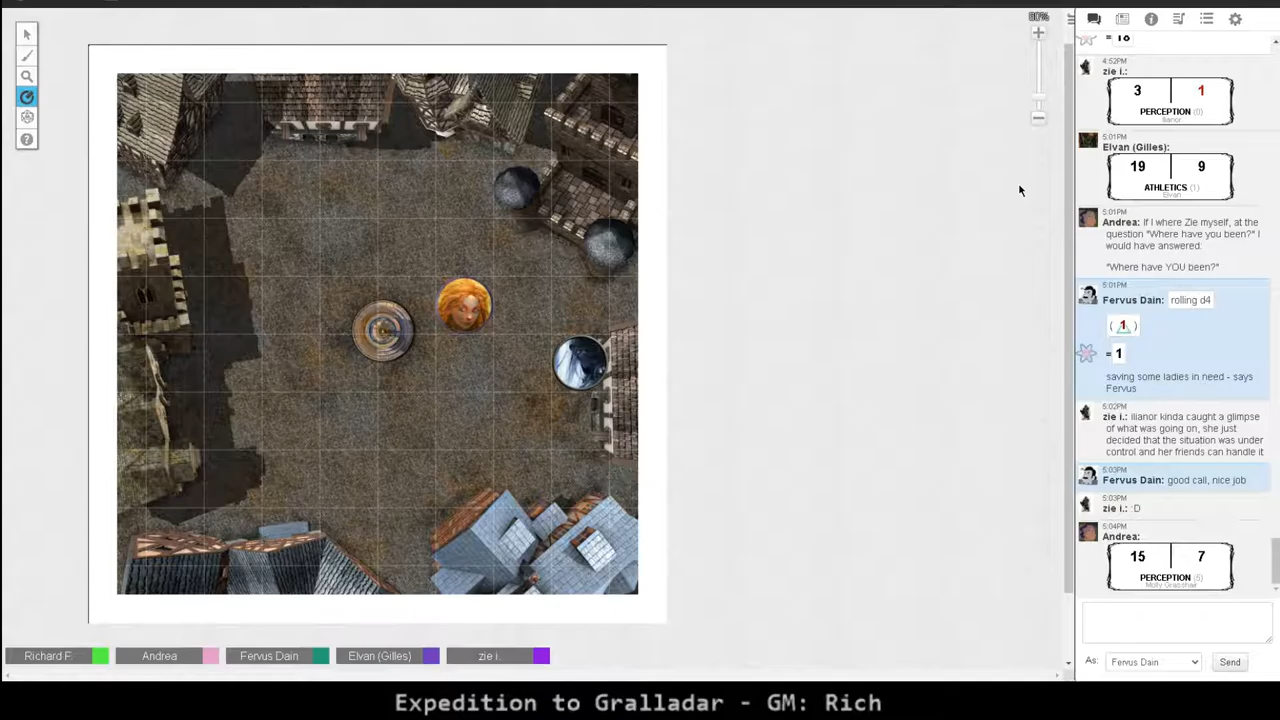 80%
= 18
4:52PM
zie i.:
3 1
PERCEPTION (0)
Ilianor
5:01PM
Elvan (Gilles):
19 9
ATHLETICS (1)
Elvan
5:01PM
Andrea: If I where Zie myself, at the
question "Where have you been?" I
would have answered:
"Where have YOU been?"
5:01PM
Fervus Dain: rolling d4
( 1 )
= 1
saving some ladies in need - says
Fervus
5:02PM
zie i.: ilianor kinda caught a glimpse
of what was going on, she just
decided that the situation was under
control and her friends can handle it
5:03PM
Fervus Dain: good call, nice job
5:03PM
zie i.: :D
5:04PM
Andrea:
15 7
PERCEPTION (5)
Richard F.
Andrea
Fervus Dain
Elvan (Gilles)
zie i.
As: Fervus Dain Send
Expedition to Gralladar - GM: Rich